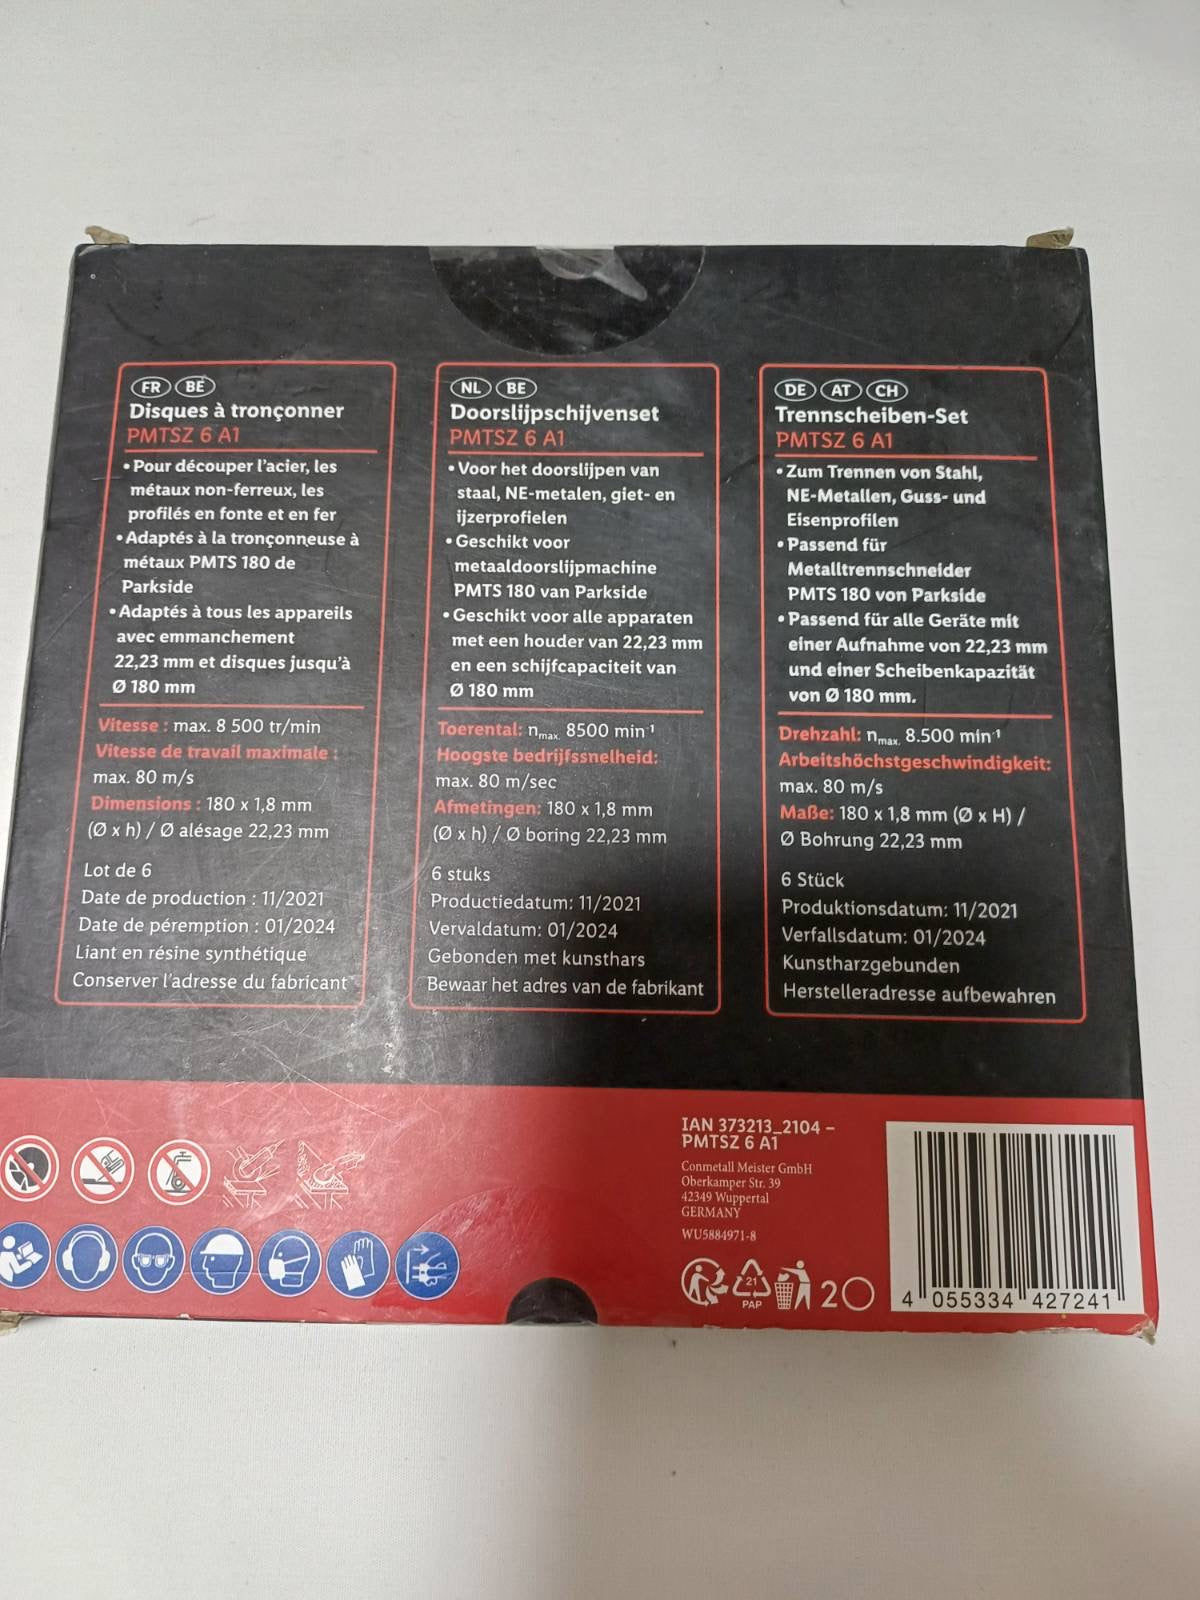 FR BE
Disques à tronçonner
PMTSZ 6 A1
• Pour découper l'acier, les
métaux non-ferreux, les
profilés en fonte et en fer
• Adaptés à la tronçonneuse à
métaux PMTS 180 de
Parkside
• Adaptés à tous les appareils
avec emmanchement
22,23 mm et disques jusqu'à
Ø 180 mm
Vitesse : max. 8 500 tr/min
Vitesse de travail maximale :
max. 80 m/s
Dimensions : 180 x 1,8 mm
(Ø x h) / Ø alésage 22,23 mm
Lot de 6
Date de production : 11/2021
Date de péremption : 01/2024
Liant en résine synthétique
Conserver l'adresse du fabricant
NL BE
Doorslijpschijvenset
PMTSZ 6 A1
• Voor het doorslijpen van
staal, NE-metalen, giet- en
ijzerprofielen
• Geschikt voor
metaaldoorslijpmachine
PMTS 180 van Parkside
• Geschikt voor alle apparaten
met een houder van 22,23 mm
en een schijfcapaciteit van
Ø 180 mm
Toerental: nmax. 8500 min-1
Hoogste bedrijfssnelheid:
max. 80 m/sec
Afmetingen: 180 x 1,8 mm
(Ø x h) / Ø boring 22,23 mm
6 stuks
Productiedatum: 11/2021
Vervaldatum: 01/2024
Gebonden met kunsthars
Bewaar het adres van de fabrikant
DE AT CH
Trennscheiben-Set
PMTSZ 6 A1
• Zum Trennen von Stahl,
NE-Metallen, Guss- und
Eisenprofilen
• Passend für
Metalltrennschneider
PMTS 180 von Parkside
• Passend für alle Geräte mit
einer Aufnahme von 22,23 mm
und einer Scheibenkapazität
von Ø 180 mm.
Drehzahl: nmax. 8.500 min-1
Arbeitshöchstgeschwindigkeit:
max. 80 m/s
Maße: 180 x 1,8 mm (Ø x H) /
Ø Bohrung 22,23 mm
6 Stück
Produktionsdatum: 11/2021
Verfallsdatum: 01/2024
Kunstharzgebunden
Herstelleradresse aufbewahren
IAN 373213_2104 –
PMTSZ 6 A1
Conmetall Meister GmbH
Oberkamper Str. 39
42349 Wuppertal
GERMANY
WU5884971-8
21
PAP
2
4 055334 427241